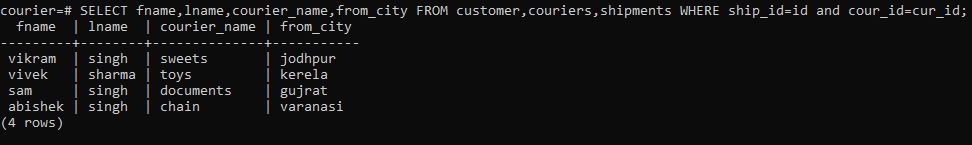 courier=# SELECT fname,lname,courier_name,from_city FROM customer,couriers,shipments WHERE ship_id=id and cour_id=cur_id;
  fname  | lname  | courier_name | from_city
---------+--------+--------------+-----------
 vikram  | singh  | sweets       | jodhpur
 vivek   | sharma | toys         | kerela
 sam     | singh  | documents    | gujrat
 abishek | singh  | chain        | varanasi
(4 rows)